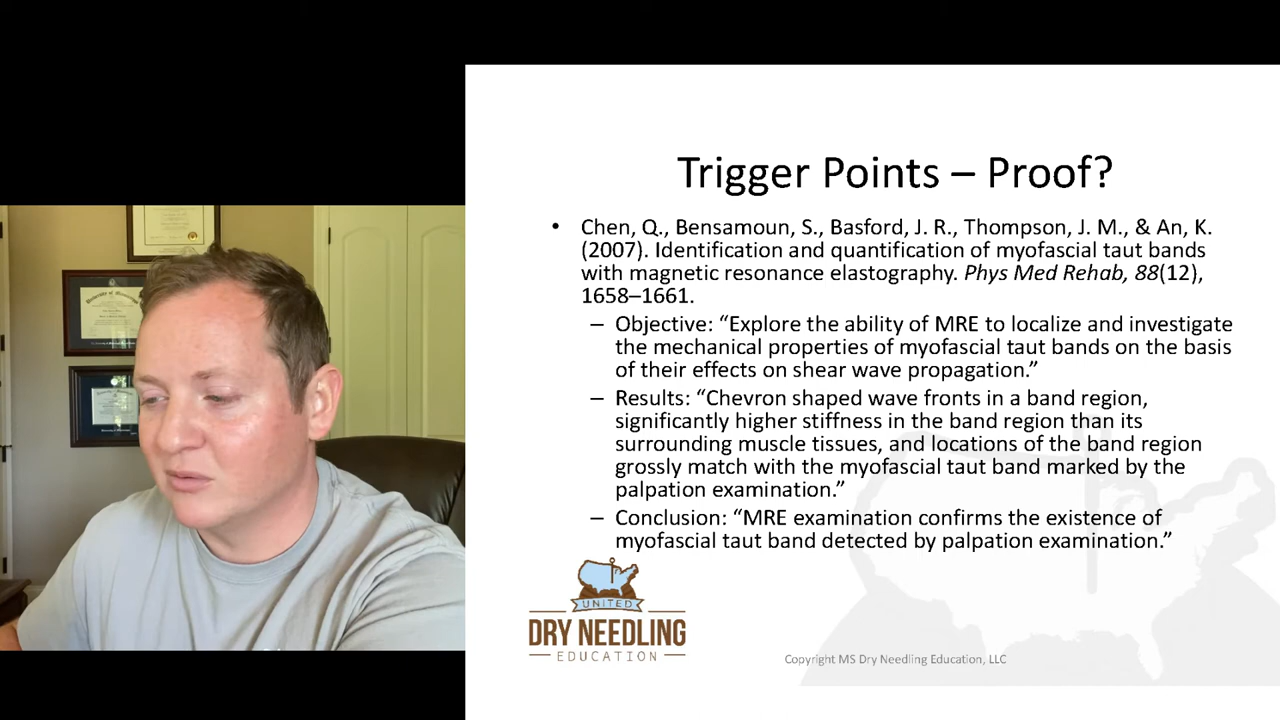 Trigger Points – Proof?
• Chen, Q., Bensamoun, S., Basford, J. R., Thompson, J. M., & An, K.
(2007). Identification and quantification of myofascial taut bands
with magnetic resonance elastography. Phys Med Rehab, 88(12),
1658–1661.
– Objective: “Explore the ability of MRE to localize and investigate
the mechanical properties of myofascial taut bands on the basis
of their effects on shear wave propagation.”
– Results: “Chevron shaped wave fronts in a band region,
significantly higher stiffness in the band region than its
surrounding muscle tissues, and locations of the band region
grossly match with the myofascial taut band marked by the
palpation examination.”
– Conclusion: “MRE examination confirms the existence of
myofascial taut band detected by palpation examination.”
UNITED
DRY NEEDLING
EDUCATION
Copyright MS Dry Needling Education, LLC